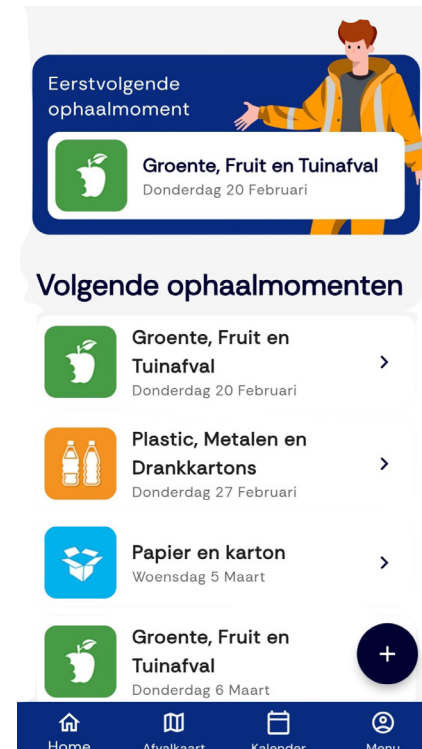 Eerstvolgende
ophaalmoment
Groente, Fruit en Tuinafval
Donderdag 20 Februari
Volgende ophaalmomenten
Groente, Fruit en
Tuinafval
Donderdag 20 Februari
Plastic, Metalen en
Drankkartons
Donderdag 27 Februari
Papier en karton
Woensdag 5 Maart
Groente, Fruit en
Tuinafval
Donderdag 6 Maart
Home Afvalkaart Kalender Menu